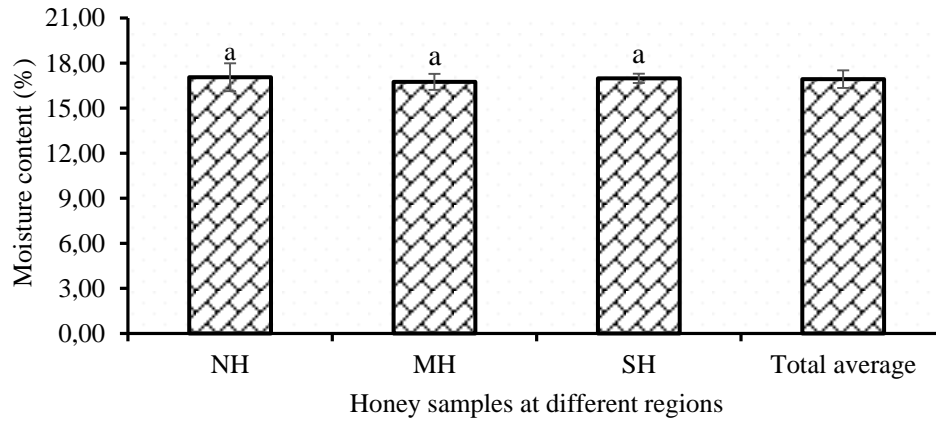 21,00
18,00
15,00
12,00
9,00
6,00
3,00
0,00
Moisture content (%)
a
a
a
NH
MH
SH
Total average
Honey samples at different regions